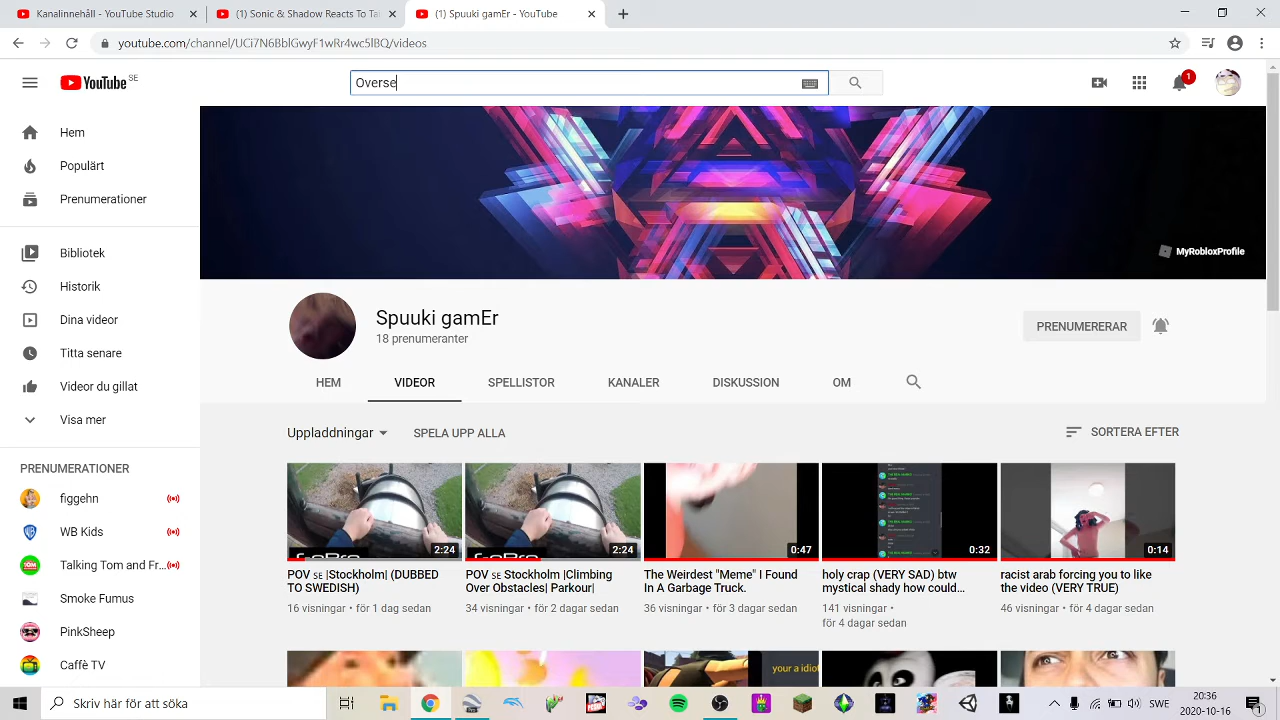 Kanalinnehåll - YouTube
(1) Sonic & Shadow Dancing to
(1) Spuuki gamEr - YouTube
youtube.com/channel/UCi7N6BblGwyF1wRr4wc5lBQ/videos
YouTube SE
Overse
1
Hem
Populärt
Prenumerationer
Bibliotek
Historik
Dina videor
Titta senare
Videor du gillat
Visa mer
PRENUMERATIONER
figgehn
WB Kids
Talking Tom and Fr...
Smoke Fumus
PinkSheep
Caffè TV
MyRobloxProfile
Spuuki gamEr
18 prenumeranter
PRENUMERERAR
HEM VIDEOR SPELLISTOR KANALER DISKUSSION OM
Uppladdningar SPELA UPP ALLA SORTERA EFTER
2:24
POV 🇸🇪 |Stockholm| (DUBBED
TO SWEDISH)
16 visningar • för 1 dag sedan
2:24
POV 🇸🇪 Stockholm |Climbing
Over Obstacles| Parkour|
34 visningar • för 2 dagar sedan
0:47
The Weirdest "Meme" I Found
In A Garbage Truck.
36 visningar • för 3 dagar sedan
0:32
holy crap (VERY SAD) btw
mystical shady how could...
141 visningar •
för 4 dagar sedan
0:14
racist arab forcing you to like
the video (VERY TRUE)
46 visningar • för 4 dagar sedan
your a idiot
Skriv här för att söka
SWE
20:36
2020-10-16
1